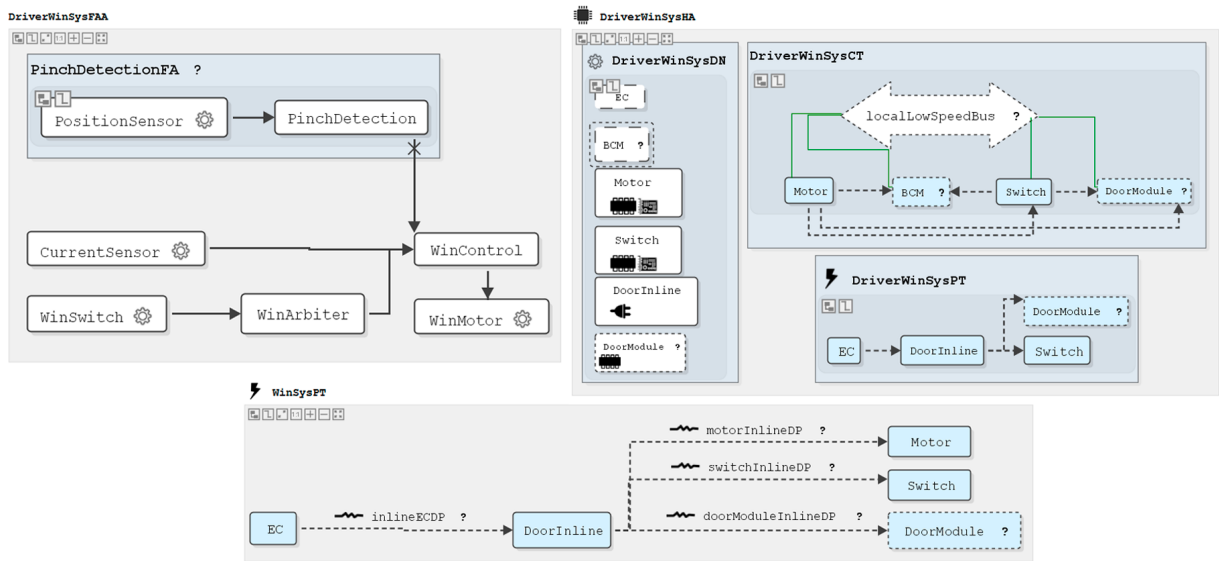 DriverWinSysFAA
PinchDetectionFA ?
PositionSensor
PinchDetection
CurrentSensor
WinControl
WinSwitch
WinArbiter
WinMotor
DriverWinSysHA
DriverWinSysDN
EC
BCM ?
Motor
Switch
DoorInline
DoorModule ?
DriverWinSysCT
localLowSpeedBus ?
Motor
BCM ?
Switch
DoorModule ?
DriverWinSysPT
DoorModule ?
EC
DoorInline
Switch
WinSysPT
motorInlineDP ?
Motor
switchInlineDP ?
Switch
EC
inlineECDP ?
DoorInline
doorModuleInlineDP ?
DoorModule ?